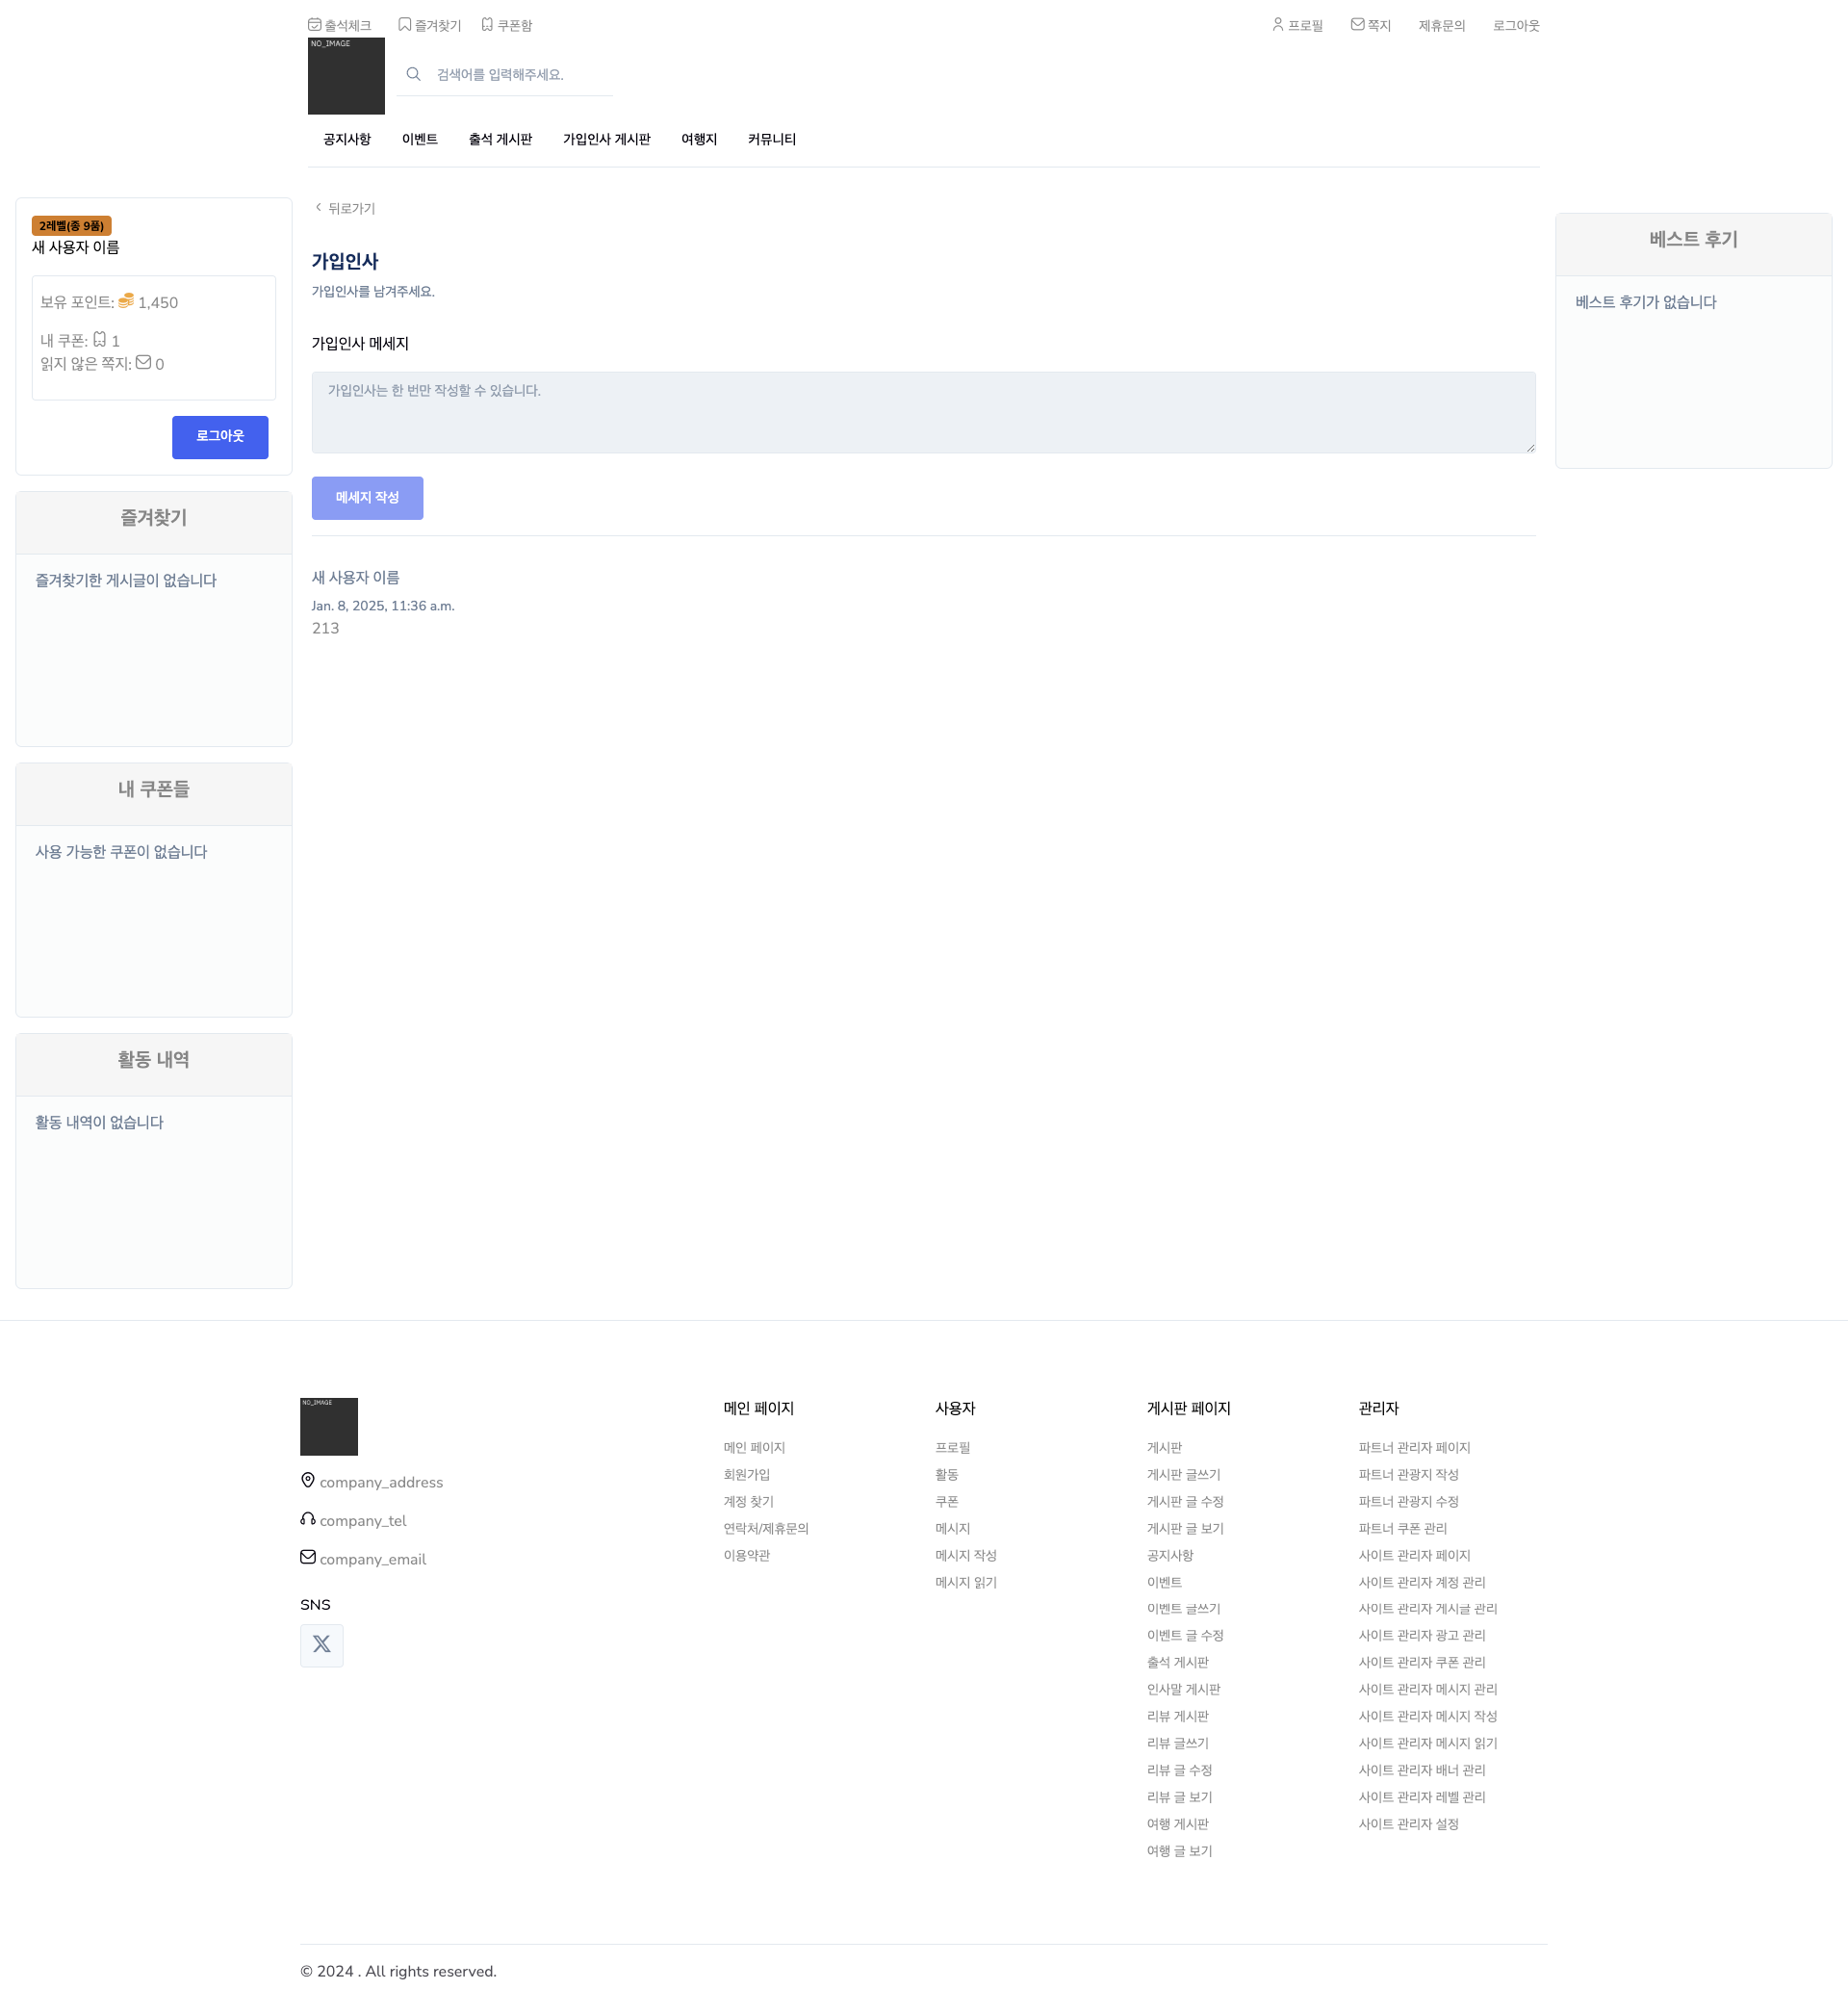 출석체크 즐겨찾기 쿠폰함 프로필 쪽지 제휴문의 로그아웃
NO_IMAGE
검색어를 입력해주세요.
공지사항 이벤트 출석 게시판 가입인사 게시판 여행지 커뮤니티
2레벨(종 9품)
새 사용자 이름
보유 포인트: 1,450
내 쿠폰: 1
읽지 않은 쪽지: 0
로그아웃
즐겨찾기
즐겨찾기한 게시글이 없습니다
내 쿠폰들
사용 가능한 쿠폰이 없습니다
활동 내역
활동 내역이 없습니다
뒤로가기
가입인사
가입인사를 남겨주세요.
가입인사 메세지
가입인사는 한 번만 작성할 수 있습니다.
메세지 작성
새 사용자 이름
Jan. 8, 2025, 11:36 a.m.
213
베스트 후기
베스트 후기가 없습니다
NO_IMAGE
company_address
company_tel
company_email
SNS
메인 페이지
메인 페이지
회원가입
계정 찾기
연락처/제휴문의
이용약관
사용자
프로필
활동
쿠폰
메시지
메시지 작성
메시지 읽기
게시판 페이지
게시판
게시판 글쓰기
게시판 글 수정
게시판 글 보기
공지사항
이벤트
이벤트 글쓰기
이벤트 글 수정
출석 게시판
인사말 게시판
리뷰 게시판
리뷰 글쓰기
리뷰 글 수정
리뷰 글 보기
여행 게시판
여행 글 보기
관리자
파트너 관리자 페이지
파트너 관광지 작성
파트너 관광지 수정
파트너 쿠폰 관리
사이트 관리자 페이지
사이트 관리자 계정 관리
사이트 관리자 게시글 관리
사이트 관리자 광고 관리
사이트 관리자 쿠폰 관리
사이트 관리자 메시지 관리
사이트 관리자 메시지 작성
사이트 관리자 메시지 읽기
사이트 관리자 배너 관리
사이트 관리자 레벨 관리
사이트 관리자 설정
© 2024 . All rights reserved.